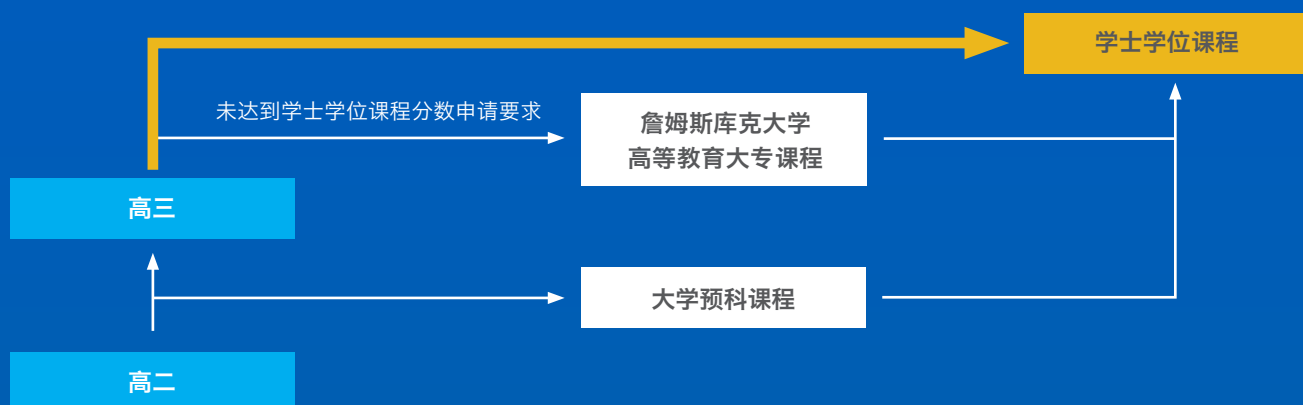 学士学位课程
未达到学士学位课程分数申请要求
詹姆斯库克大学
高等教育大专课程
高三
大学预科课程
高二